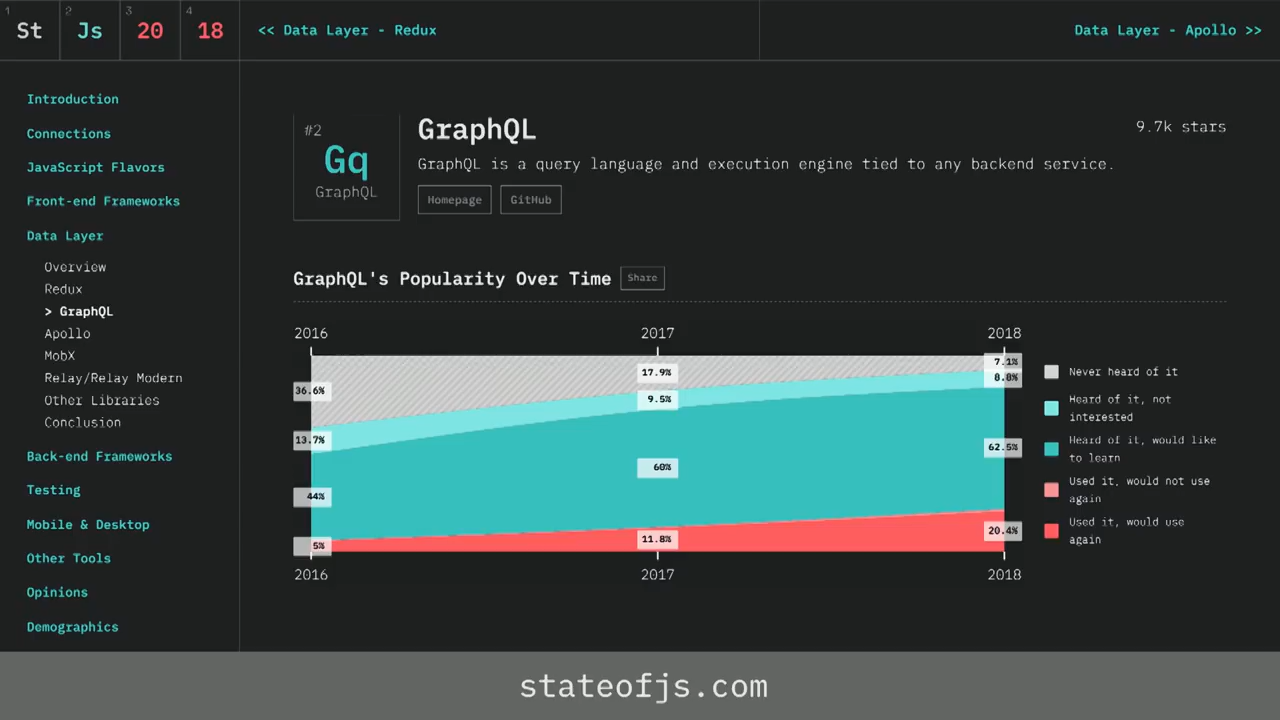 1
St
2
Js
3
20
4
18
<< Data Layer - Redux
Data Layer - Apollo >>
Introduction
Connections
JavaScript Flavors
Front-end Frameworks
Data Layer
Overview
Redux
> GraphQL
Apollo
MobX
Relay/Relay Modern
Other Libraries
Conclusion
Back-end Frameworks
Testing
Mobile & Desktop
Other Tools
Opinions
Demographics
#2
Gq
GraphQL
GraphQL
9.7k stars
GraphQL is a query language and execution engine tied to any backend service.
Homepage
GitHub
GraphQL's Popularity Over Time
Share
2016
2017
2018
36.6%
13.7%
44%
5%
17.9%
9.5%
60%
11.8%
7.1%
8.8%
62.5%
20.4%
2016
2017
2018
Never heard of it
Heard of it, not
interested
Heard of it, would like
to learn
Used it, would not use
again
Used it, would use
again
stateofjs.com